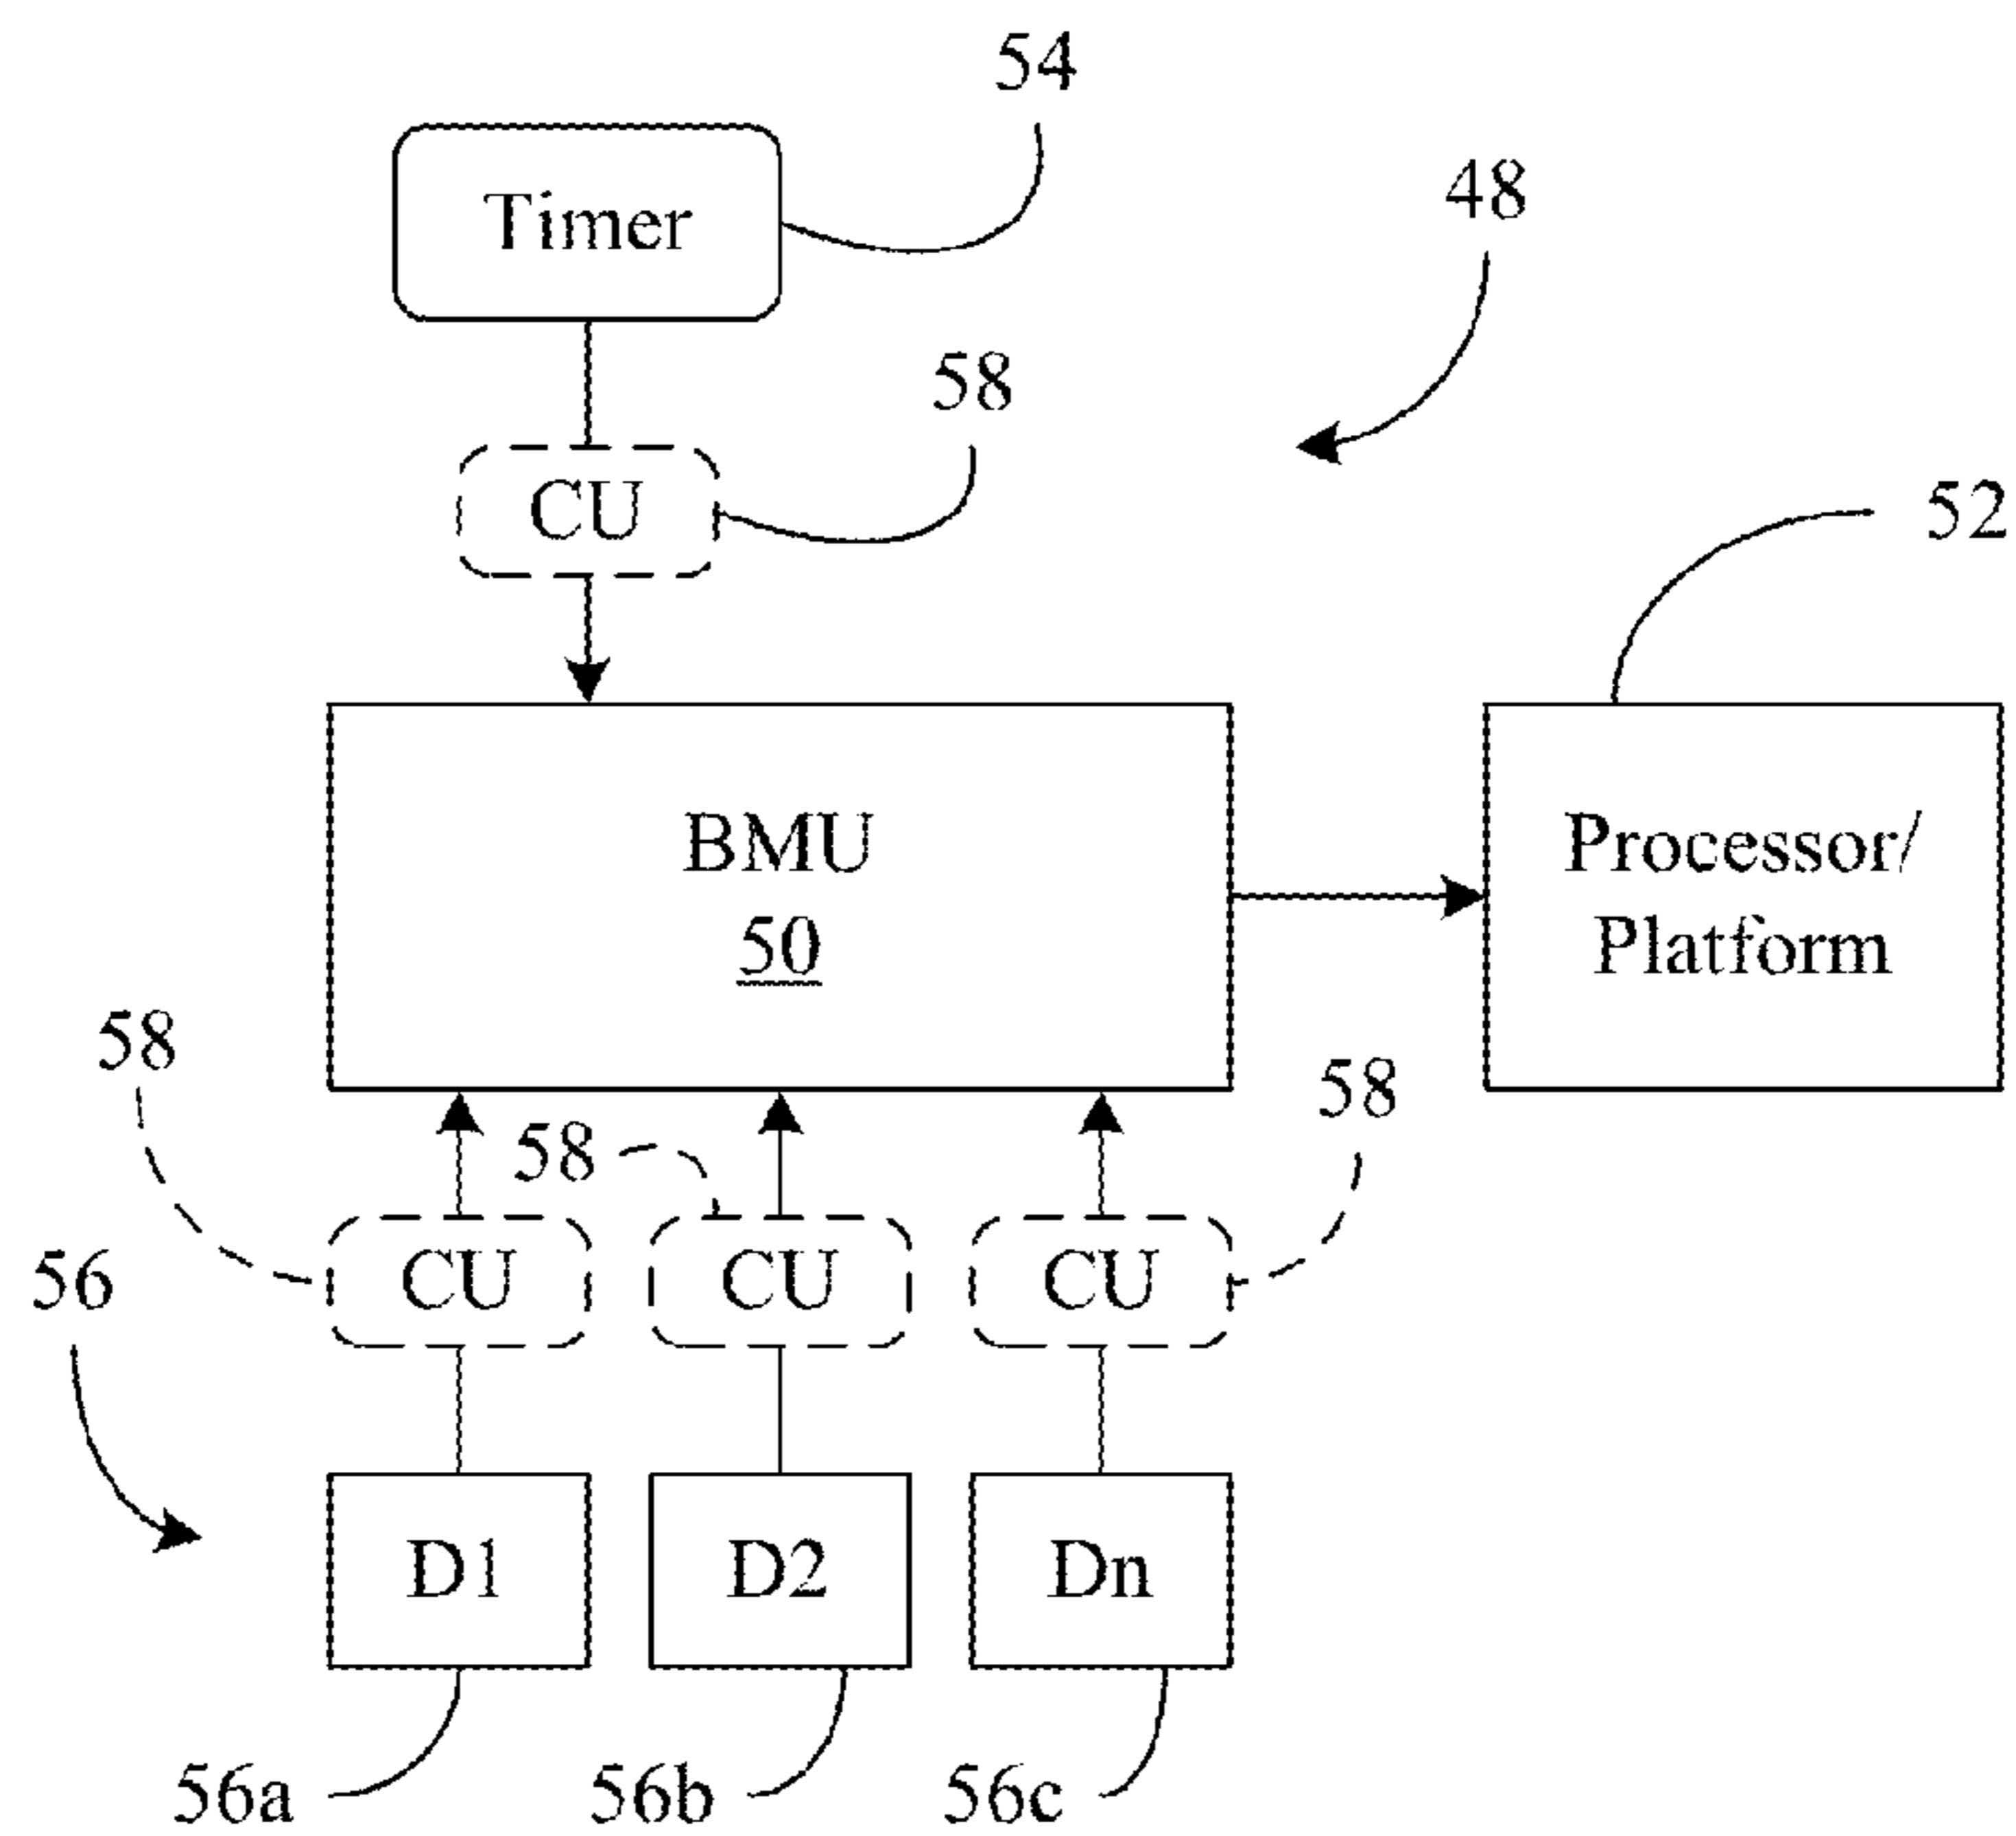 54
Timer
48
58
CU
52
BMU
50
Processor/
Platform
58
58
58
56
CU
CU
CU
D1
D2
Dn
56a
56b
56c